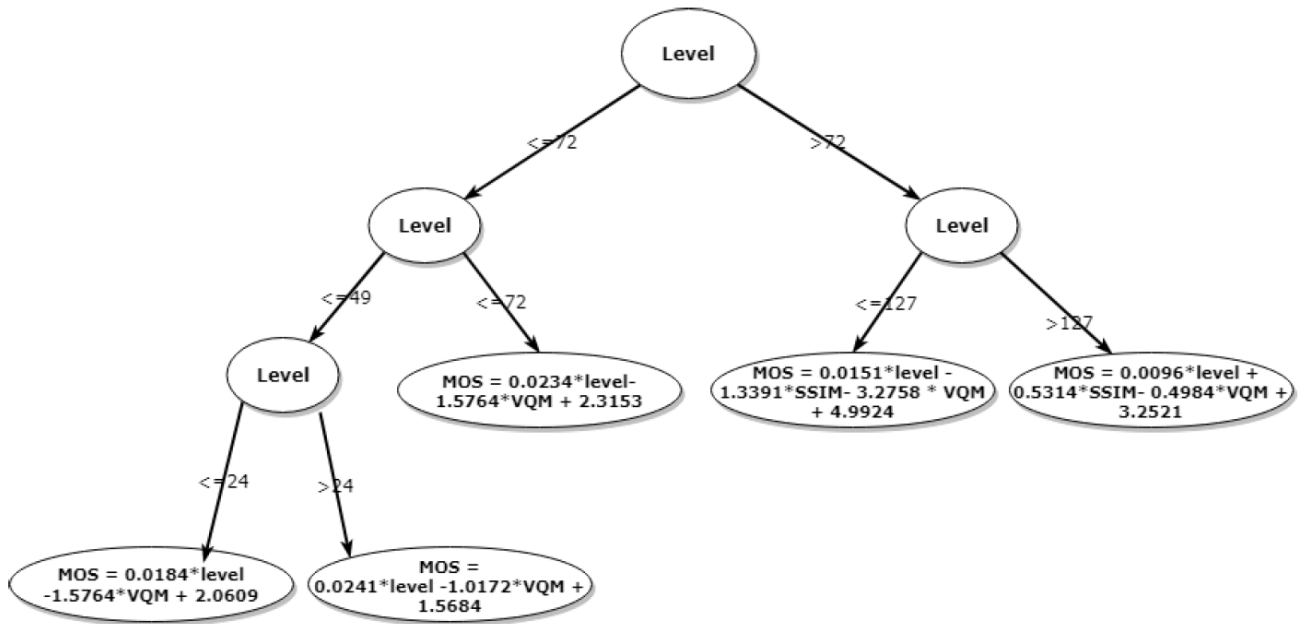 Level
<=72
>72
Level
Level
<=49
<=72
<=127
>127
Level
MOS = 0.0234*level-
1.5764*VQM + 2.3153
MOS = 0.0151*level -
1.3391*SSIM- 3.2758 * VQM
+ 4.9924
MOS = 0.0096*level +
0.5314*SSIM- 0.4984*VQM +
3.2521
<=24
>24
MOS = 0.0184*level
-1.5764*VQM + 2.0609
MOS =
0.0241*level -1.0172*VQM +
1.5684